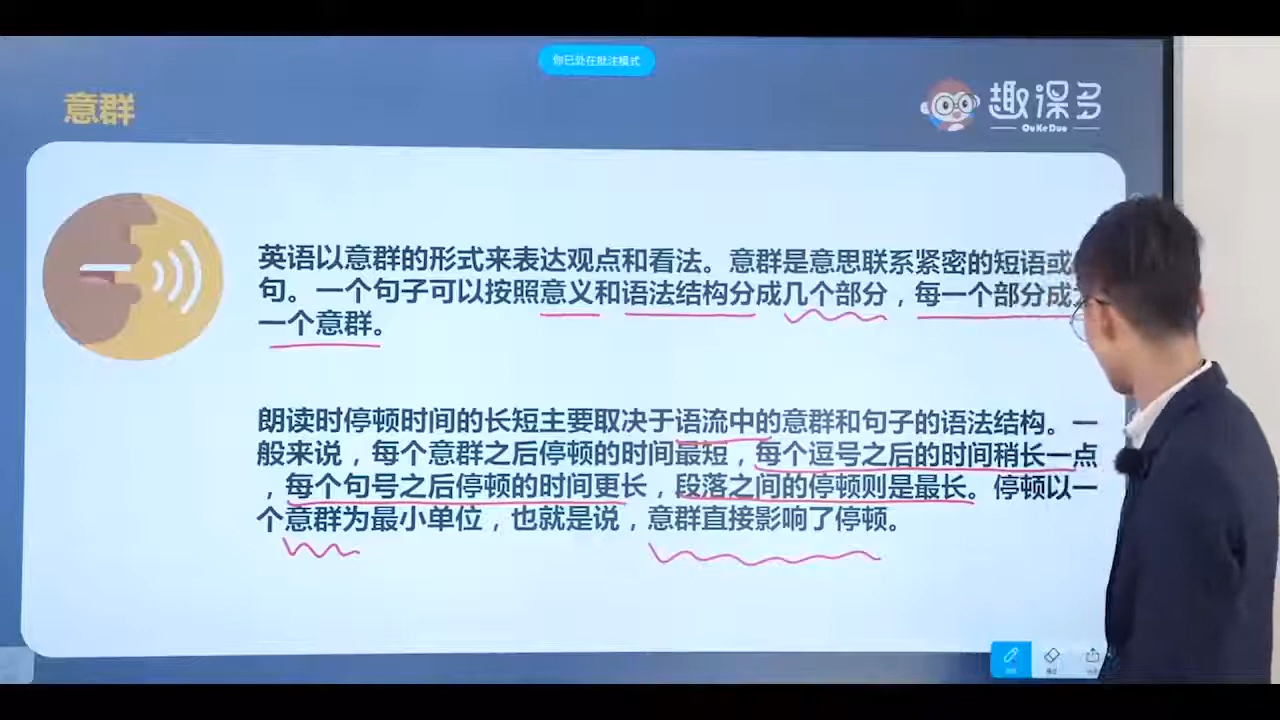 你已处在批注模式
意群
趣课多
QuKeDuo
英语以意群的形式来表达观点和看法。意群是意思联系紧密的短语或
句。一个句子可以按照意义和语法结构分成几个部分，每一个部分成
一个意群。
朗读时停顿时间的长短主要取决于语流中的意群和句子的语法结构。一
般来说，每个意群之后停顿的时间最短，每个逗号之后的时间稍长一点
，每个句号之后停顿的时间更长，段落之间的停顿则是最长。停顿以一
个意群为最小单位，也就是说，意群直接影响了停顿。